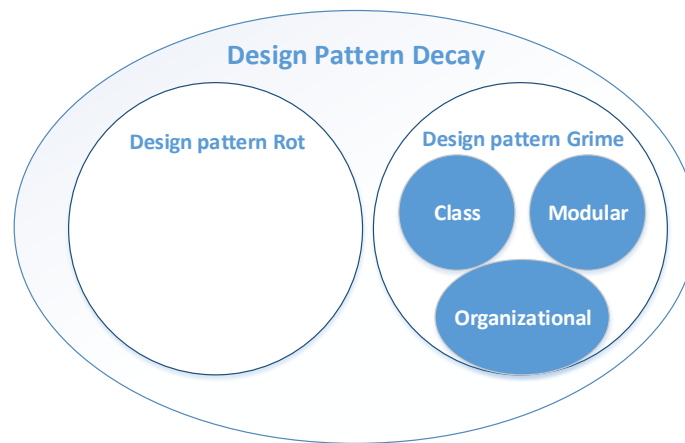 Design Pattern Decay
Design pattern Rot
Design pattern Grime
Class
Modular
Organizational